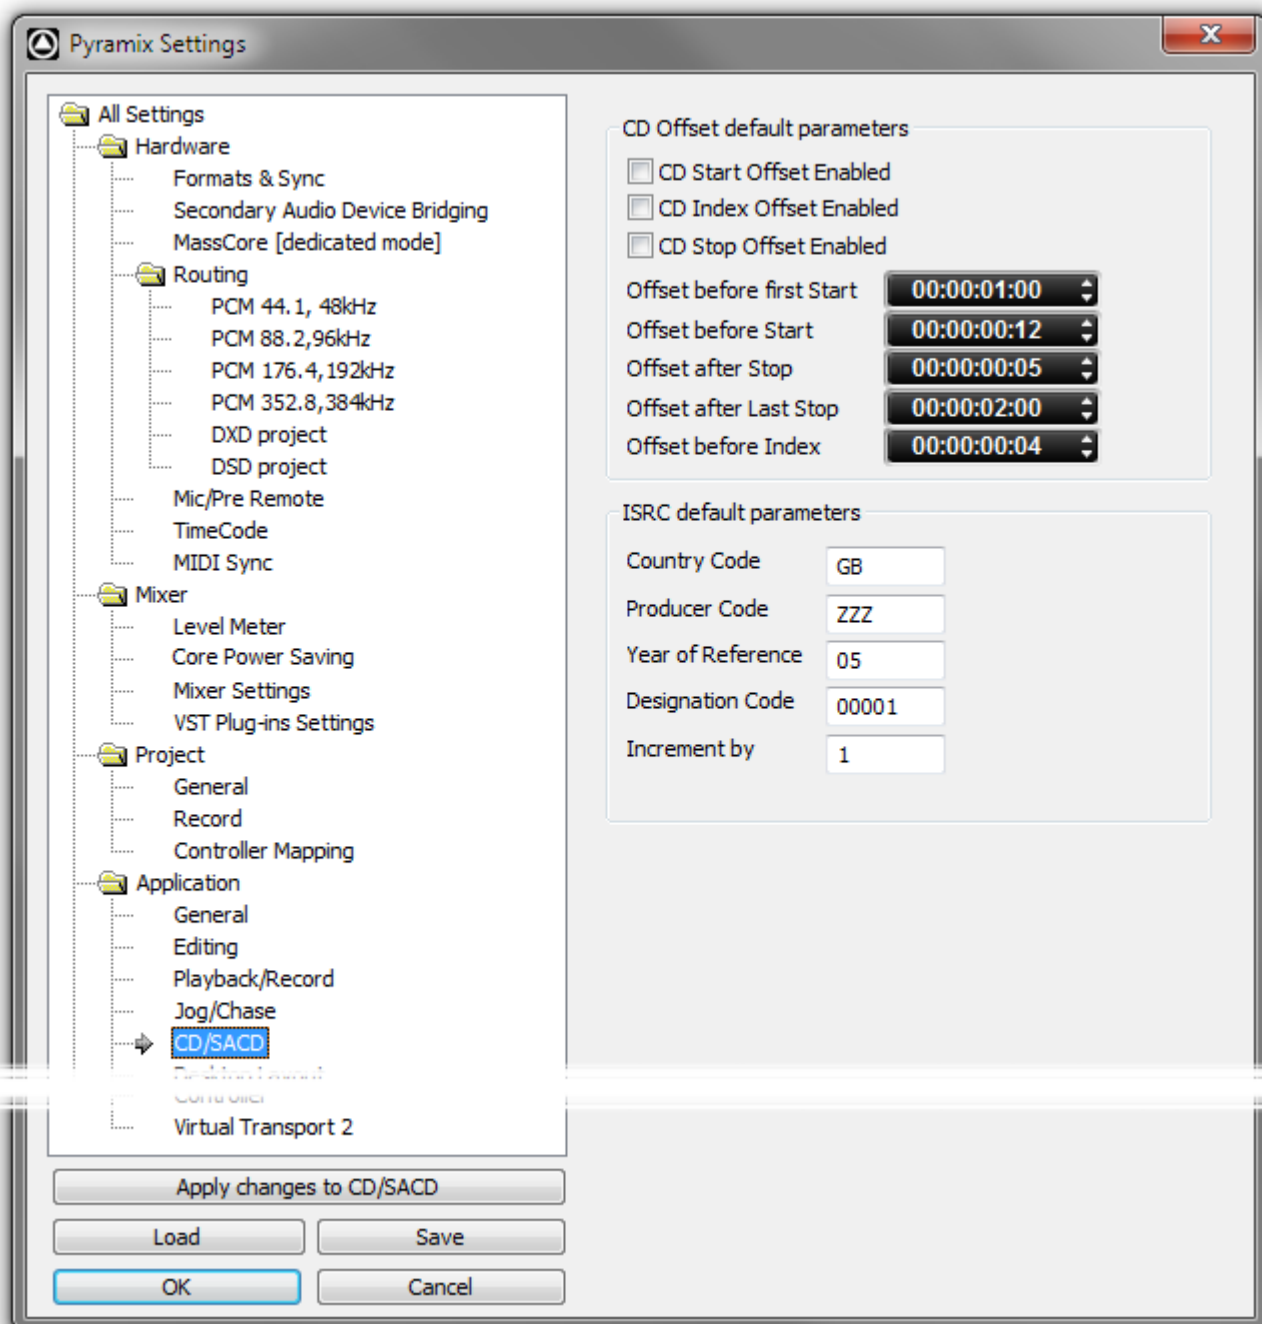 Pyramix Settings
All Settings
Hardware
Formats & Sync
Secondary Audio Device Bridging
MassCore [dedicated mode]
Routing
PCM 44.1, 48kHz
PCM 88.2,96kHz
PCM 176.4,192kHz
PCM 352.8,384kHz
DXD project
DSD project
Mic/Pre Remote
TimeCode
MIDI Sync
Mixer
Level Meter
Core Power Saving
Mixer Settings
VST Plug-ins Settings
Project
General
Record
Controller Mapping
Application
General
Editing
Playback/Record
Jog/Chase
CD/SACD
Controller
Virtual Transport 2
Apply changes to CD/SACD
Load Save
OK Cancel
CD Offset default parameters
CD Start Offset Enabled
CD Index Offset Enabled
CD Stop Offset Enabled
Offset before first Start 00:00:01:00
Offset before Start 00:00:00:12
Offset after Stop 00:00:00:05
Offset after Last Stop 00:00:02:00
Offset before Index 00:00:00:04
ISRC default parameters
Country Code GB
Producer Code ZZZ
Year of Reference 05
Designation Code 00001
Increment by 1